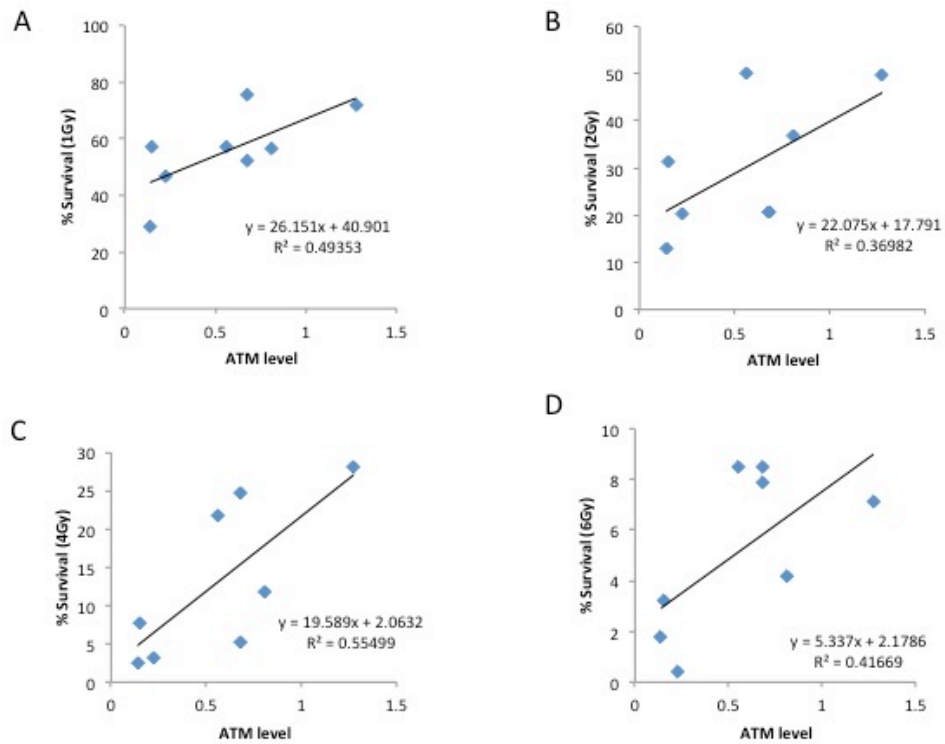 A
% Survival (1Gy)
100
80
60
40
20
0
y = 26.151x + 40.901
R² = 0.49353
0 0.5 1 1.5
ATM level
B
% Survival (2Gy)
60
50
40
30
20
10
0
y = 22.075x + 17.791
R² = 0.36982
0 0.5 1 1.5
ATM level
C
% Survival (4Gy)
30
25
20
15
10
5
0
y = 19.589x + 2.0632
R² = 0.55499
0 0.5 1 1.5
ATM level
D
% Survival (6Gy)
10
8
6
4
2
0
y = 5.337x + 2.1786
R² = 0.41669
0 0.5 1 1.5
ATM level